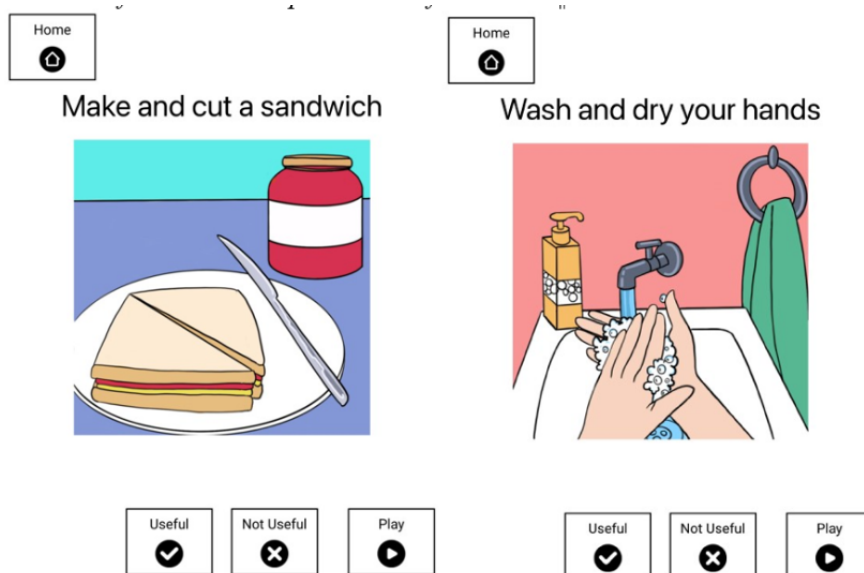 Home
Make and cut a sandwich
Useful
Not Useful
Play
Home
Wash and dry your hands
Useful
Not Useful
Play